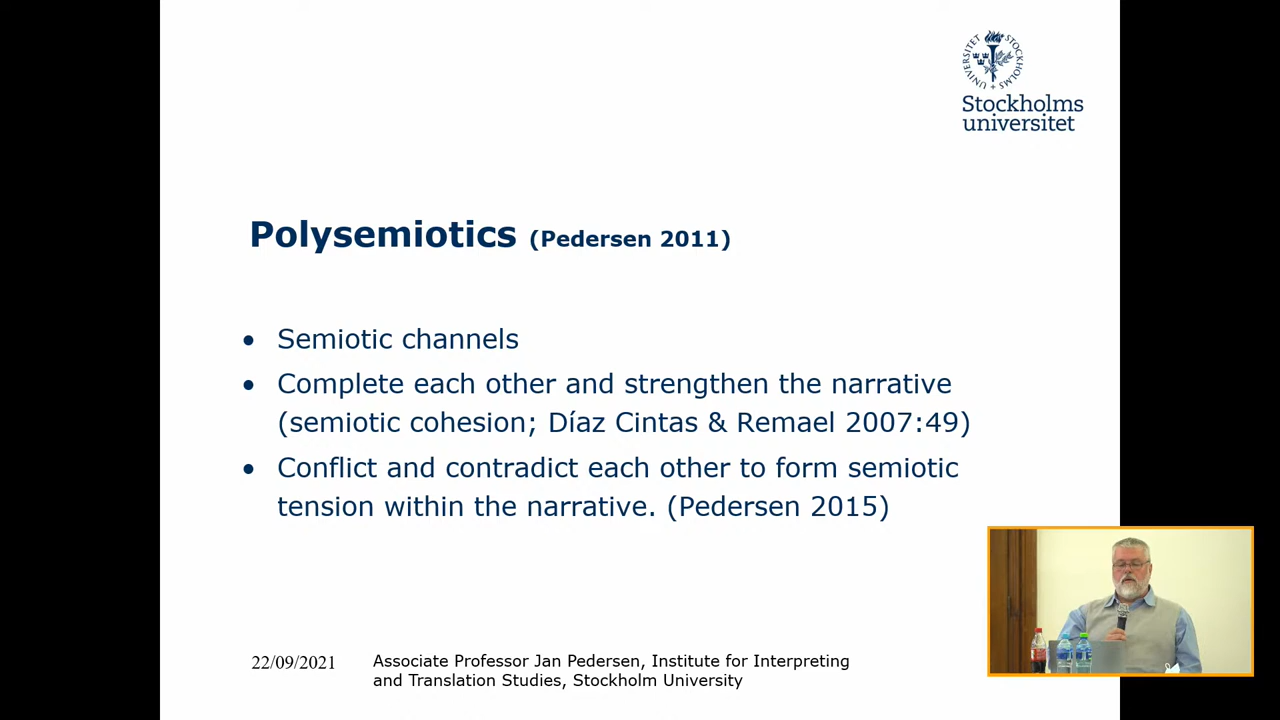 STOCKHOLMS UNIVERSITET
Stockholms
universitet
Polysemiotics (Pedersen 2011)
• Semiotic channels
• Complete each other and strengthen the narrative
(semiotic cohesion; Díaz Cintas & Remael 2007:49)
• Conflict and contradict each other to form semiotic
tension within the narrative. (Pedersen 2015)
22/09/2021
Associate Professor Jan Pedersen, Institute for Interpreting
and Translation Studies, Stockholm University